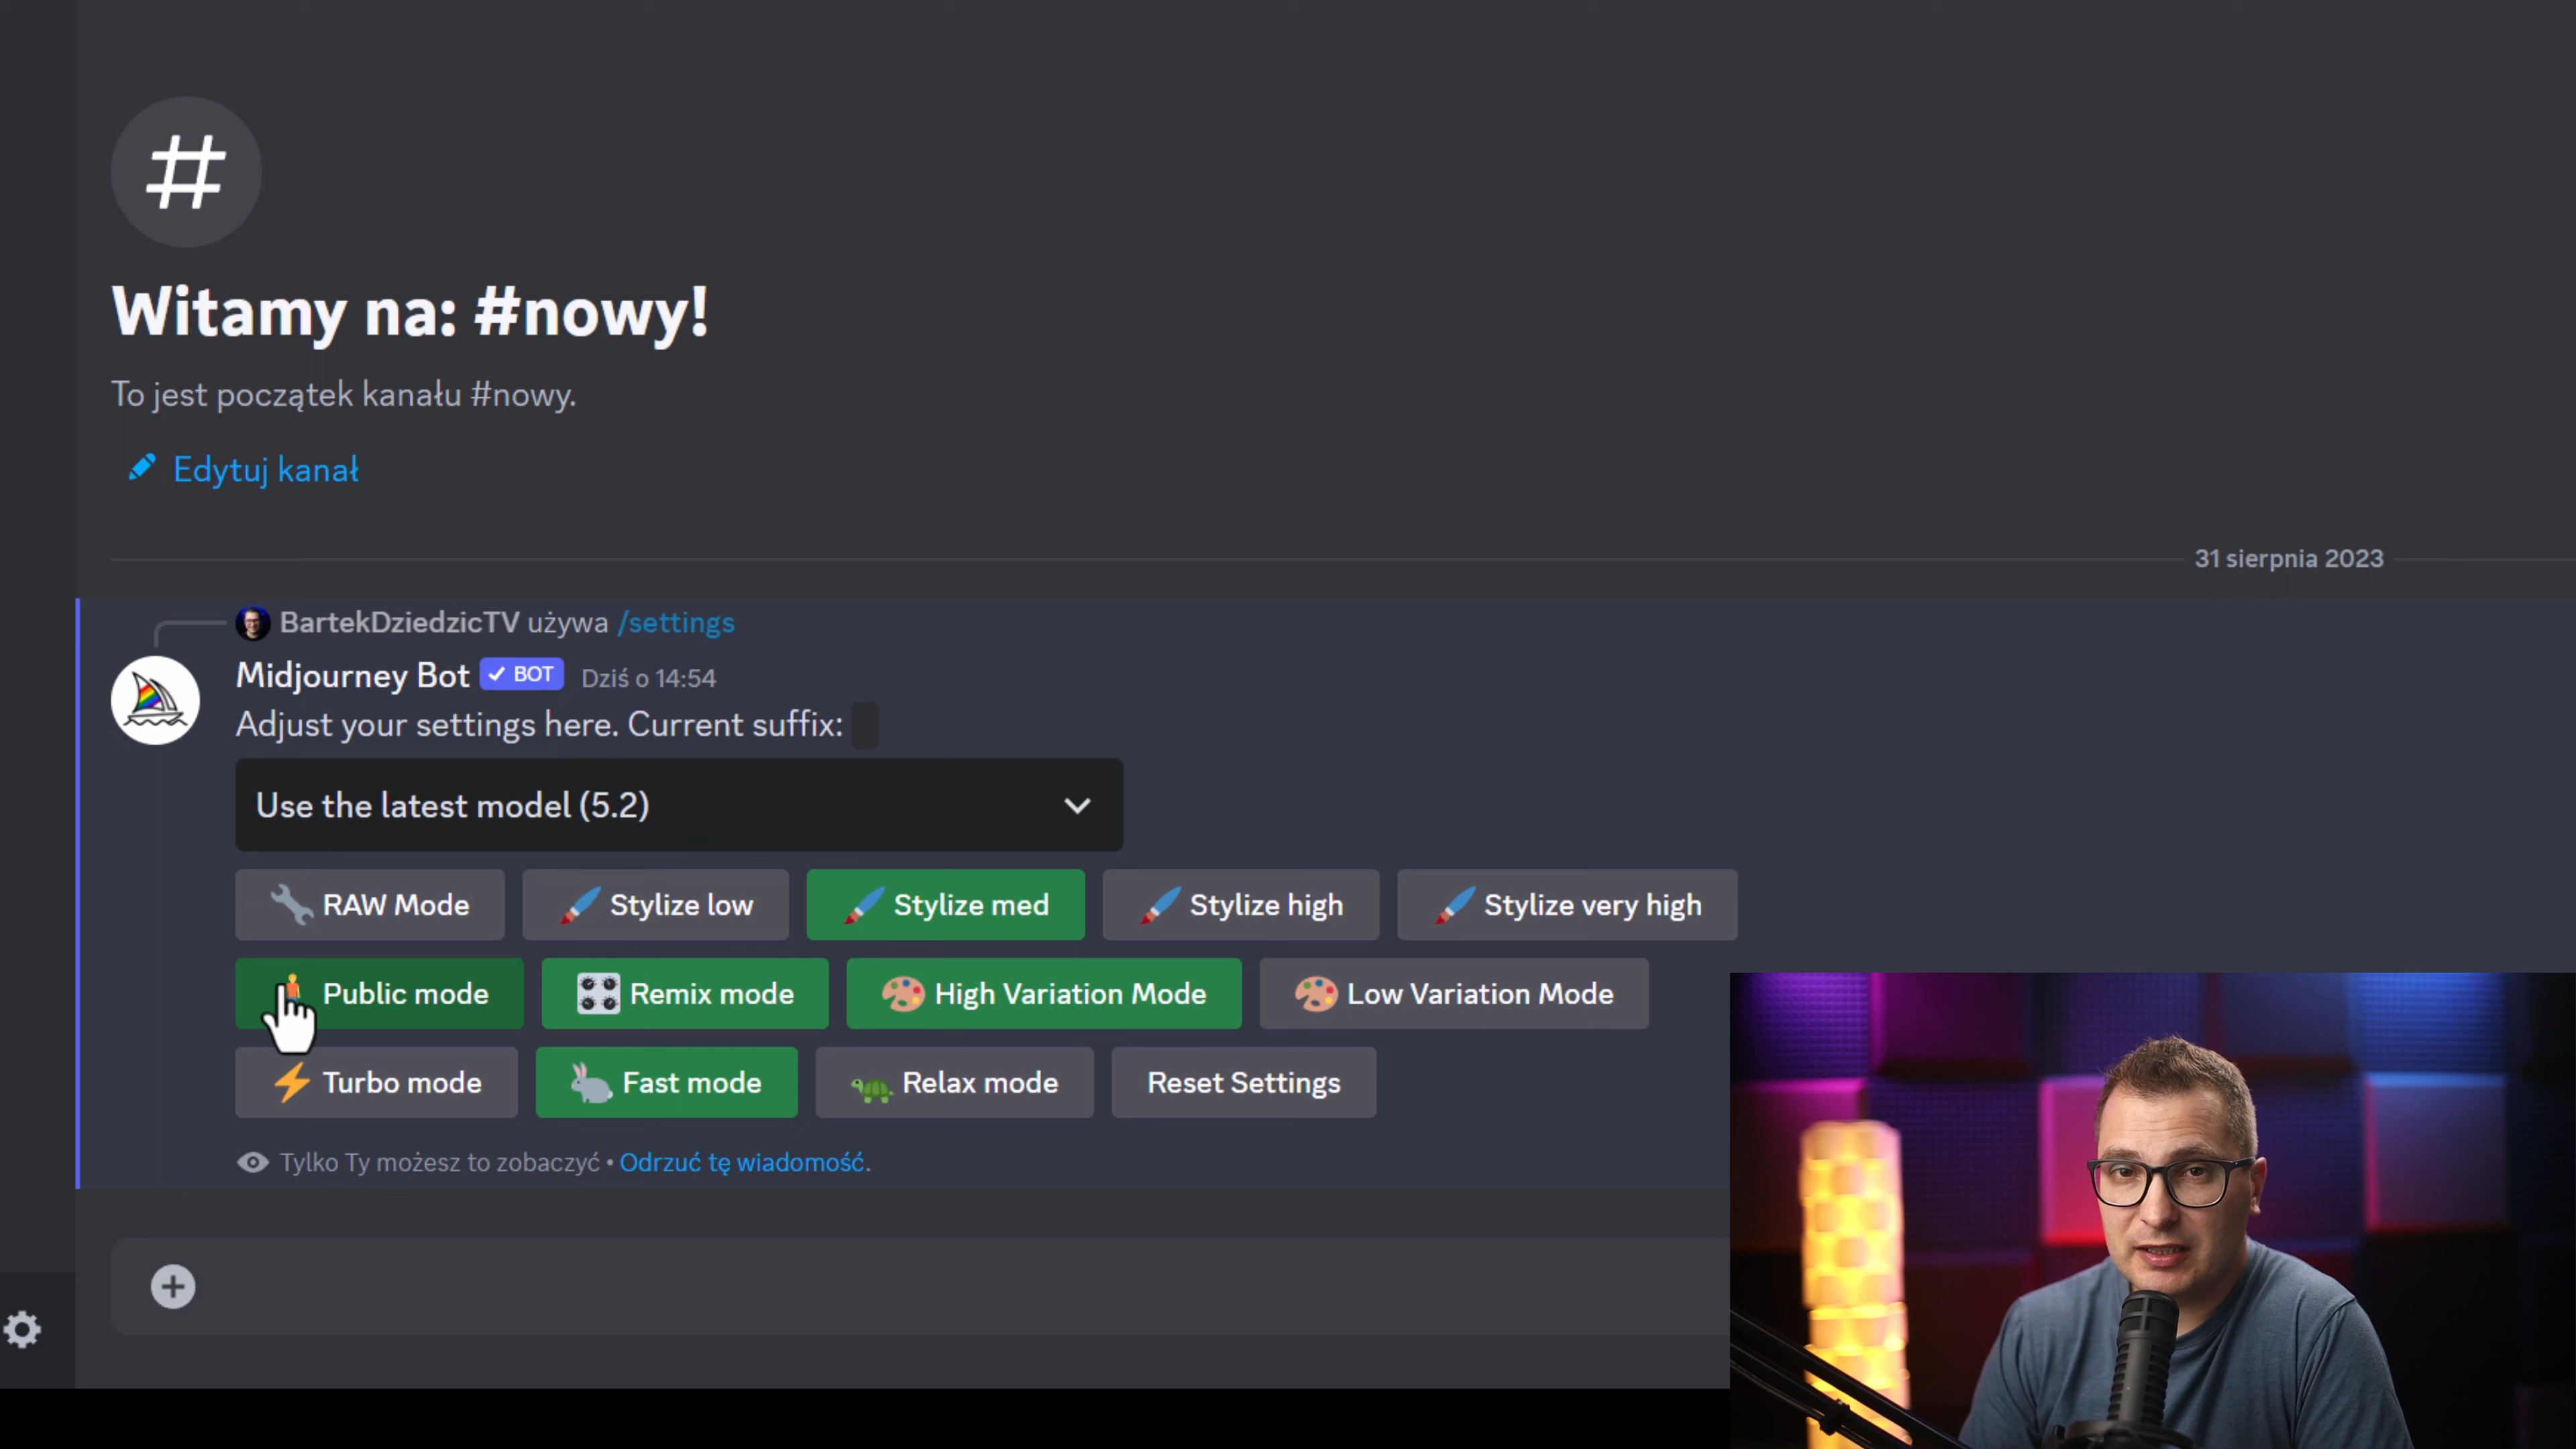 #
Witamy na: #nowy!
To jest początek kanału #nowy.
Edytuj kanał
31 sierpnia 2023
BartekDziedzicTV używa /settings
Midjourney Bot ✓ BOT Dziś o 14:54
Adjust your settings here. Current suffix:
Use the latest model (5.2)
RAW Mode Stylize low Stylize med Stylize high Stylize very high
Public mode Remix mode High Variation Mode Low Variation Mode
Turbo mode Fast mode Relax mode Reset Settings
Tylko Ty możesz to zobaczyć • Odrzuć tę wiadomość.